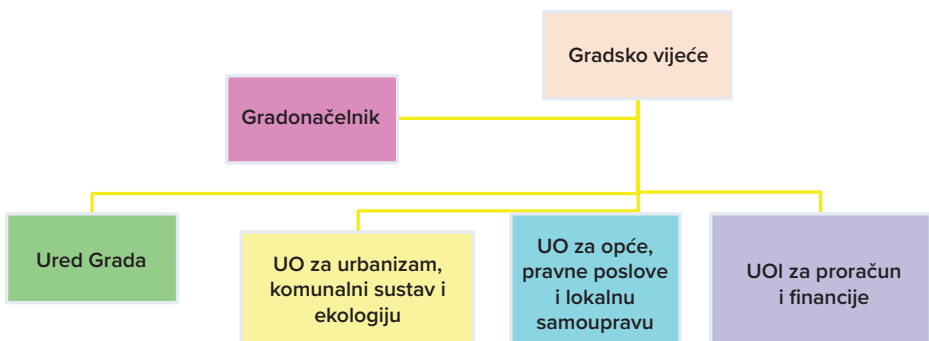 Gradsko vijeće
Gradonačelnik
Ured Grada
UO za urbanizam,
komunalni sustav i
ekologiju
UO za opće,
pravne poslove
i lokalnu
samoupravu
UOI za proračun
i financije